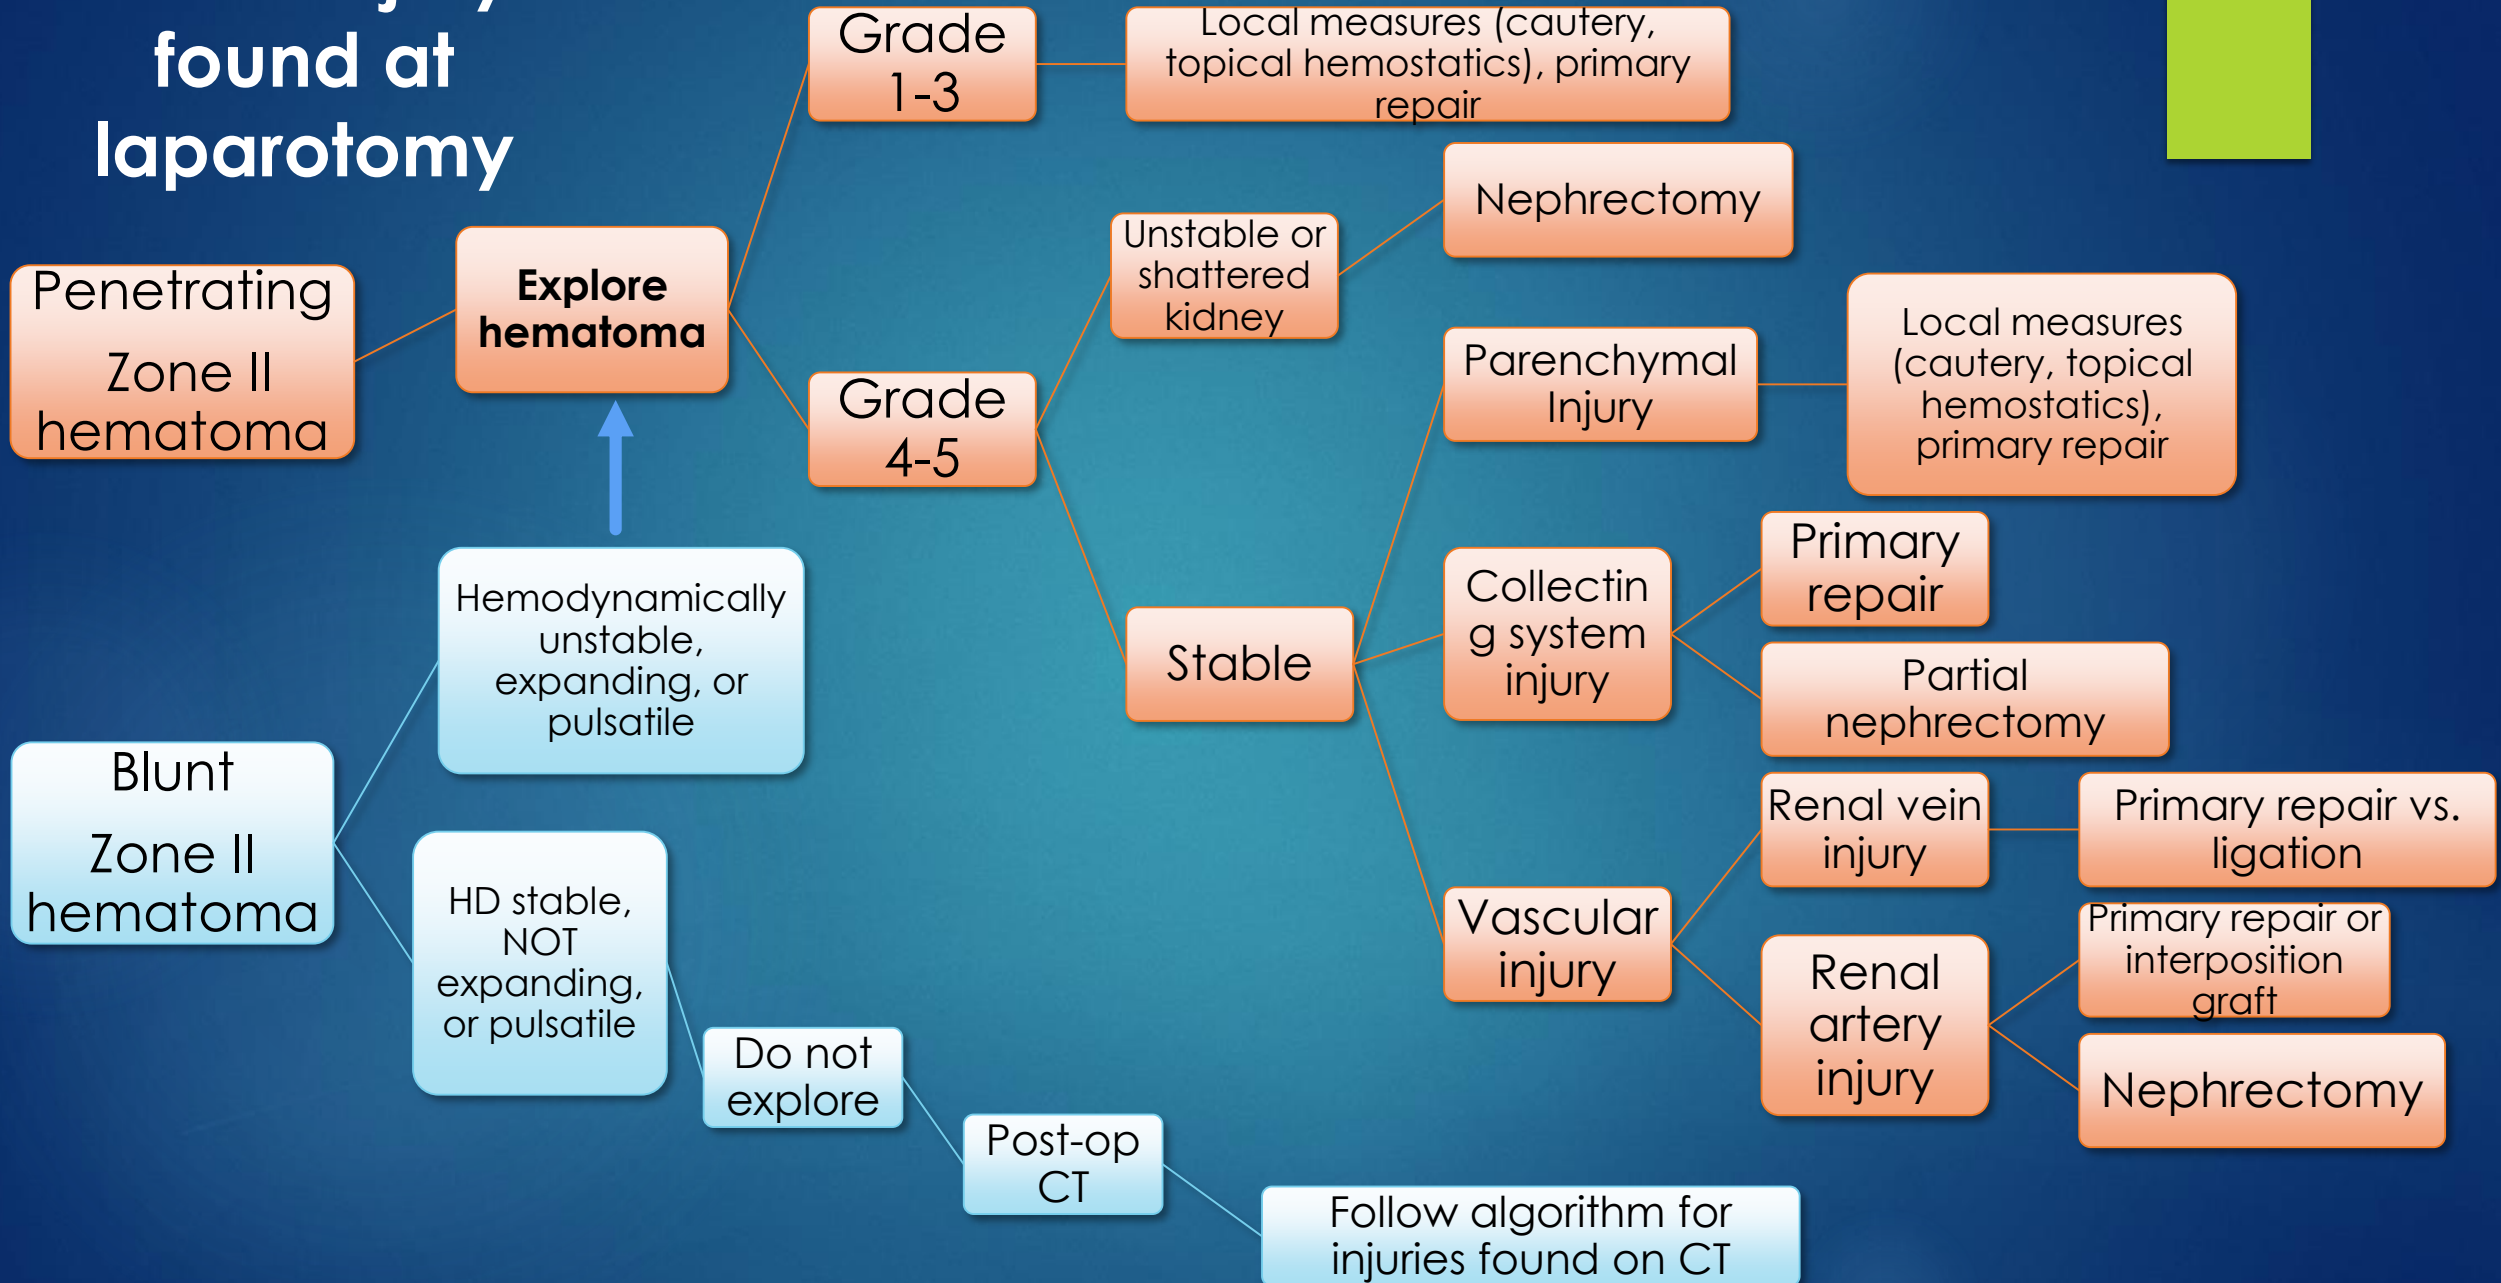 found at
laparotomy
Grade
1-3
Local measures (cautery,
topical hemostatics), primary
repair
Nephrectomy
Unstable or
shattered
kidney
Explore
hematoma
Penetrating
Zone II
hematoma
Parenchymal
Injury
Local measures
(cautery, topical
hemostatics),
primary repair
Grade
4-5
Primary
repair
Collectin
g system
injury
Partial
nephrectomy
Stable
Hemodynamically
unstable,
expanding, or
pulsatile
Blunt
Zone II
hematoma
Renal vein
injury
Primary repair vs.
ligation
Vascular
injury
Primary repair or
interposition
graft
Renal
artery
injury
Nephrectomy
HD stable,
NOT
expanding,
or pulsatile
Do not
explore
Post-op
CT
Follow algorithm for
injuries found on CT